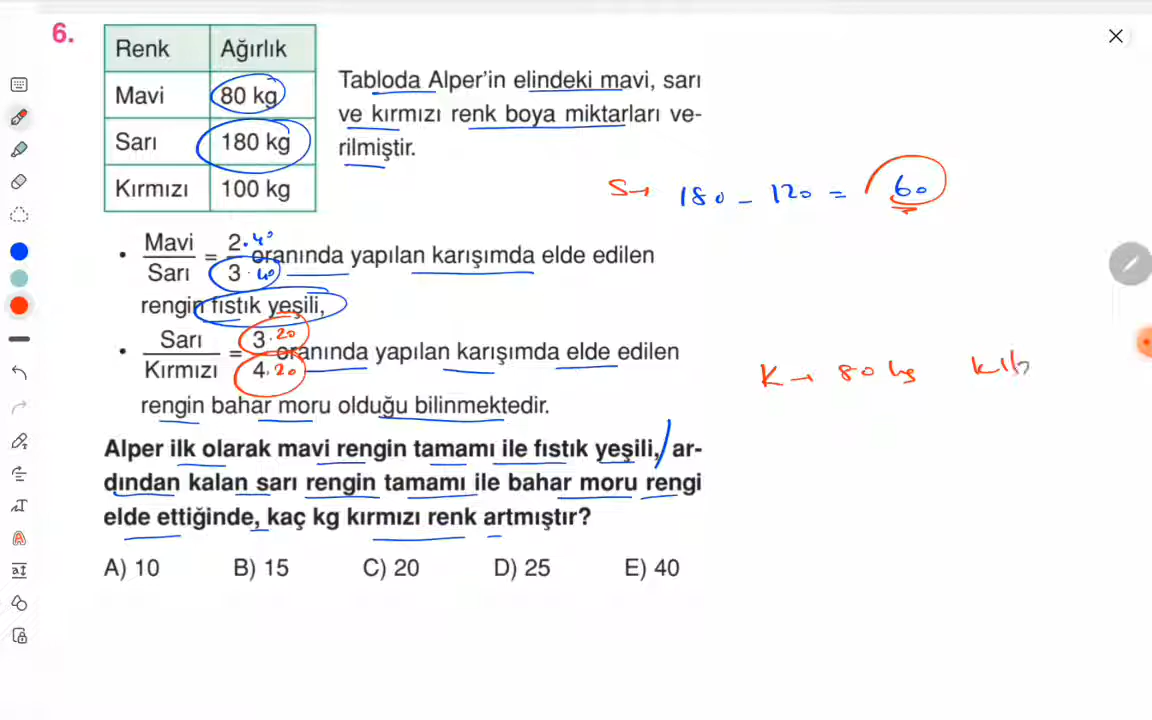 6.
Renk Ağırlık
Mavi 80 kg
Sarı 180 kg
Kırmızı 100 kg
Tabloda Alper'in elindeki mavi, sarı
ve kırmızı renk boya miktarları ve-
rilmiştir.
S→ 180 - 120 = 60
• Mavi/Sarı = 2·40/3·40 oranında yapılan karışımda elde edilen
rengin fıstık yeşili,
• Sarı/Kırmızı = 3·20/4·20 oranında yapılan karışımda elde edilen
rengin bahar moru olduğu bilinmektedir.
K→ 80 kg
Alper ilk olarak mavi rengin tamamı ile fıstık yeşili, ar-
dından kalan sarı rengin tamamı ile bahar moru rengi
elde ettiğinde, kaç kg kırmızı renk artmıştır?
A) 10 B) 15 C) 20 D) 25 E) 40